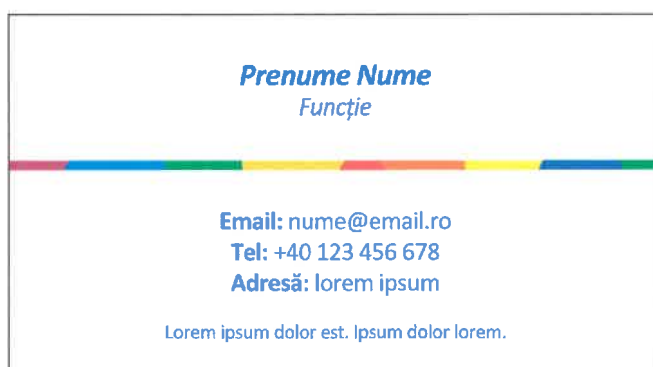 Prenume Nume
Funcție
Email: nume@email.ro
Tel: +40 123 456 678
Adresă: lorem ipsum
Lorem ipsum dolor est. Ipsum dolor lorem.